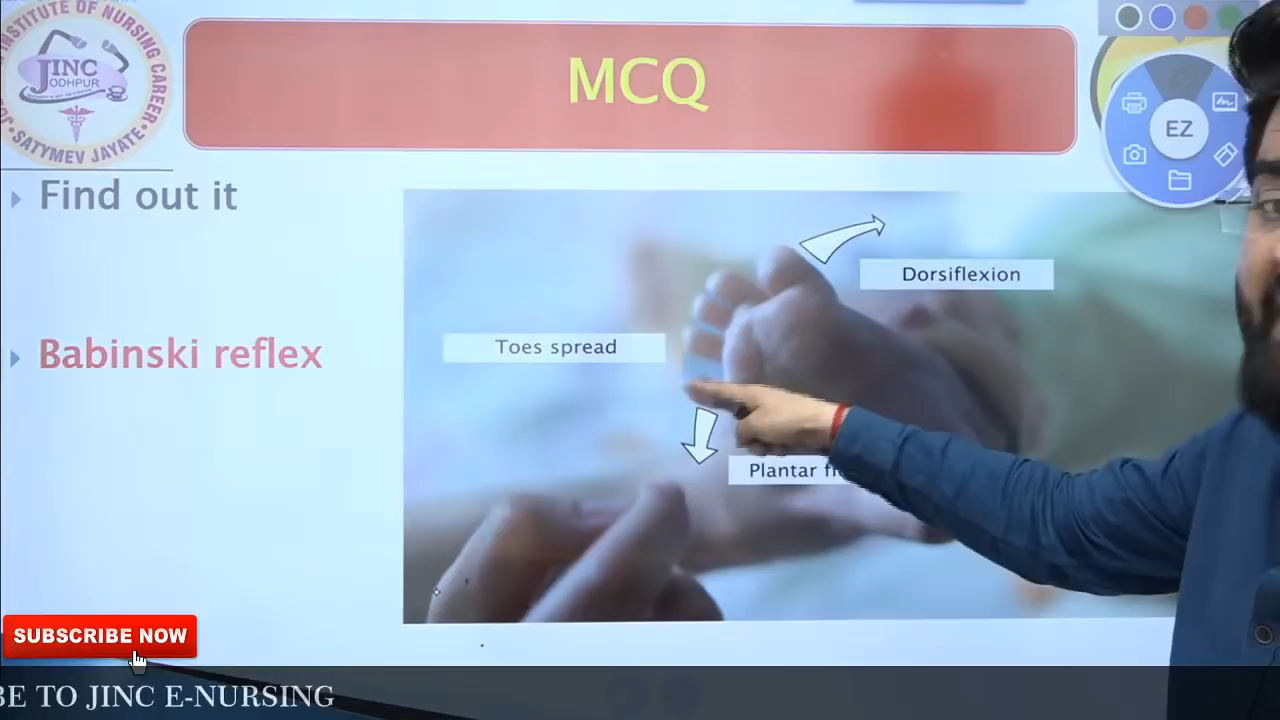 INSTITUTE OF NURSING CAREER
JINC
JODHPUR
SATYMEV JAYATE
MCQ
EZ
Find out it
Dorsiflexion
Toes spread
Babinski reflex
Plantar
SUBSCRIBE NOW
TO JINC E-NURSING